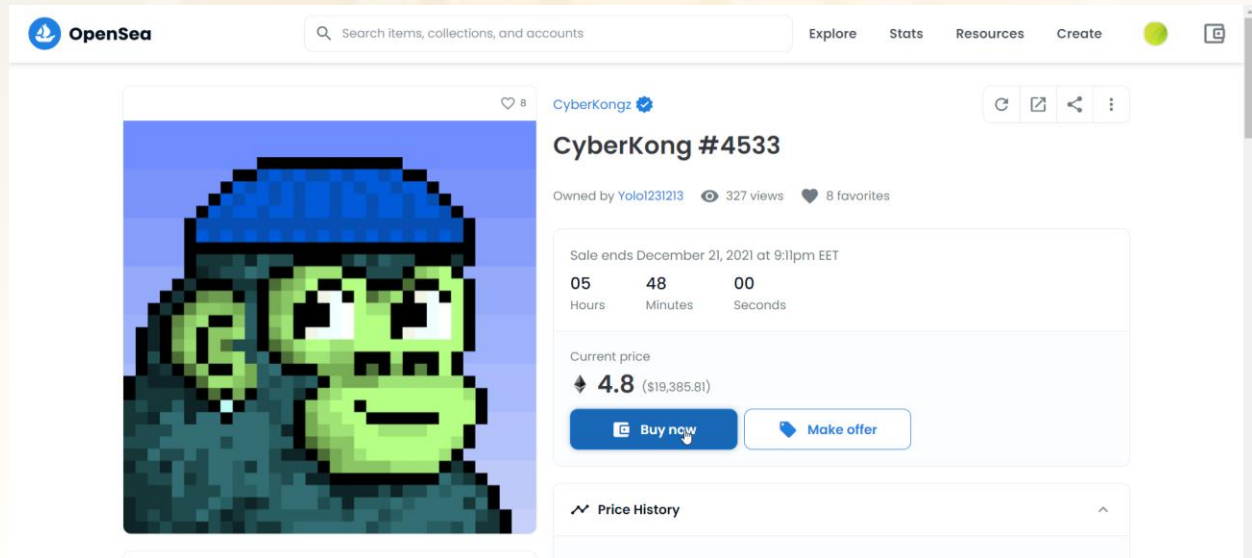 OpenSea
Search items, collections, and accounts
Explore Stats Resources Create
8
CyberKongz
CyberKong #4533
Owned by Yolo1231213 327 views 8 favorites
Sale ends December 21, 2021 at 9:11pm EET
05 48 00
Hours Minutes Seconds
Current price
4.8 ($19,385.81)
Buy now Make offer
Price History